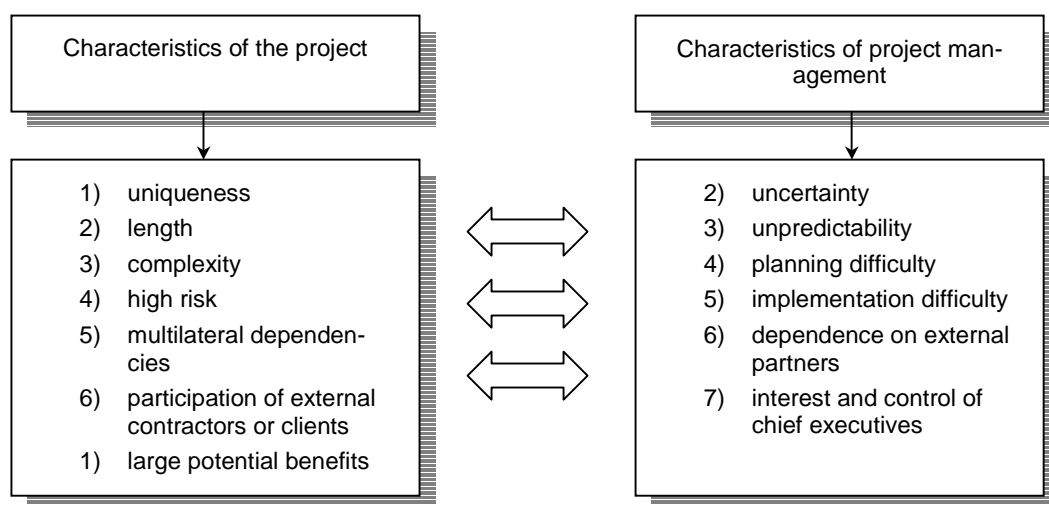 Characteristics of the project
1) uniqueness
2) length
3) complexity
4) high risk
5) multilateral dependen-
cies
6) participation of external
contractors or clients
1) large potential benefits
Characteristics of project man-
agement
2) uncertainty
3) unpredictability
4) planning difficulty
5) implementation difficulty
6) dependence on external
partners
7) interest and control of
chief executives